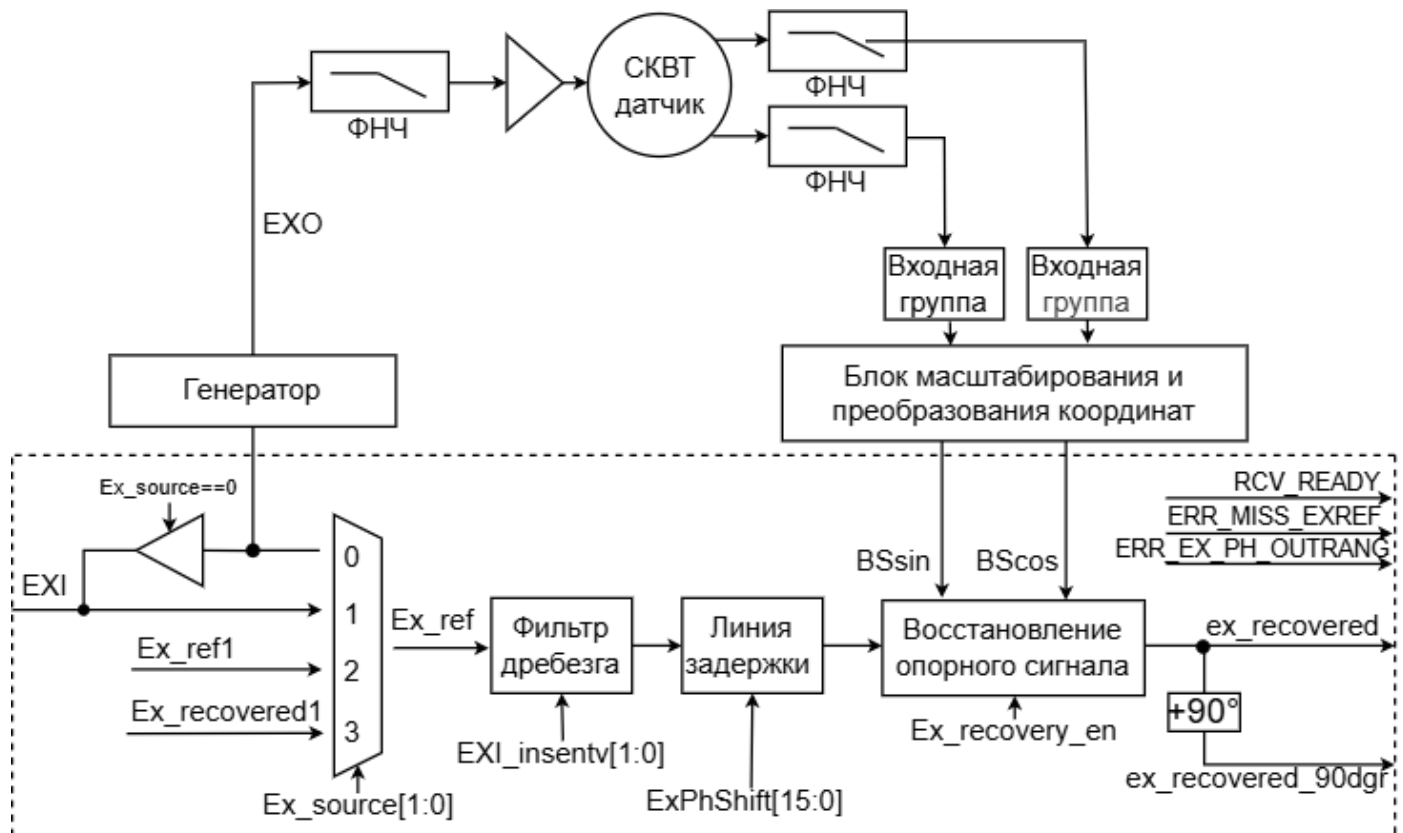 СКВТ
датчик
ФНЧ
ФНЧ
ФНЧ
EXO
Входная
группа
Входная
группа
Генератор
Блок масштабирования и
преобразования координат
Ex_source==0
EXI
0
1
2
3
Ex_ref1
Ex_recovered1
Ex_source[1:0]
Ex_ref
Фильтр
дребезга
EXI_insentv[1:0]
Линия
задержки
ExPhShift[15:0]
BSsin
BScos
Восстановление
опорного сигнала
Ex_recovery_en
RCV_READY
ERR_MISS_EXREF
ERR_EX_PH_OUTRANG
ex_recovered
+90°
ex_recovered_90dgr